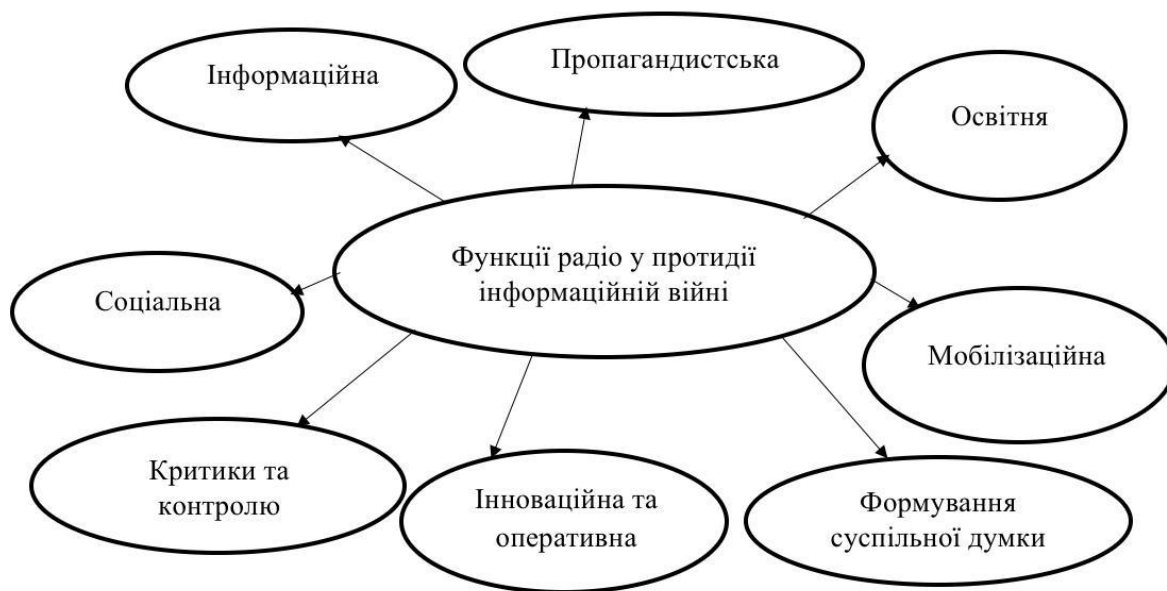 Інформаційна
Пропагандистська
Освітня
Функції радіо у протидії
інформаційній війні
Соціальна
Мобілізаційна
Критики та
контролю
Інноваційна та
оперативна
Формування
суспільної думки